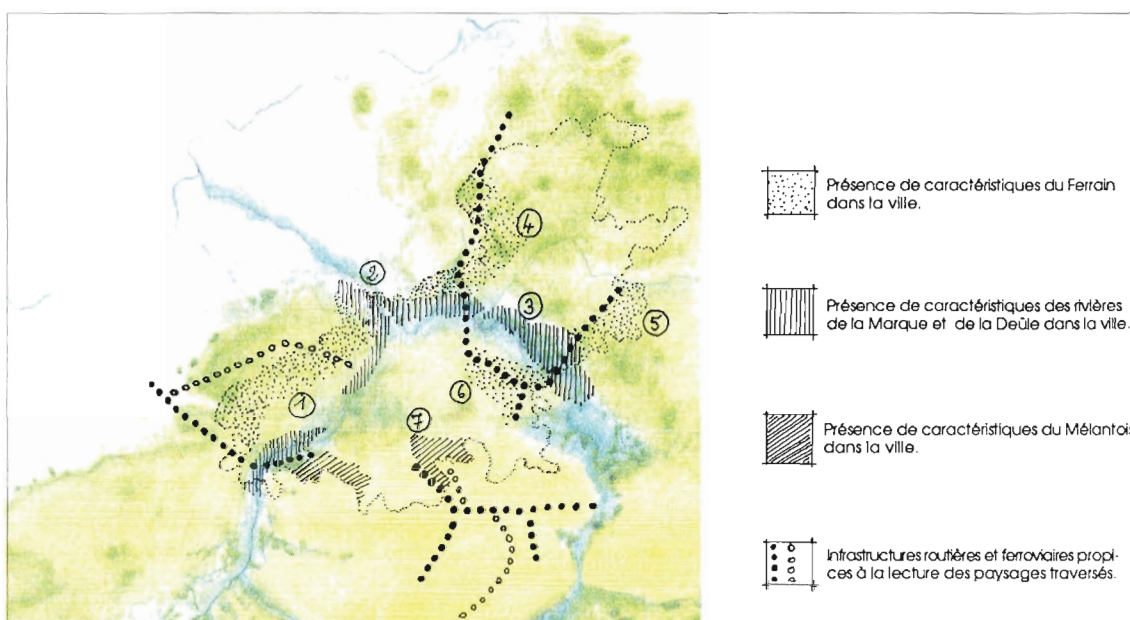 2
4
3
5
6
7
1
Présence de caractéristiques du Ferrain
dans la ville.
Présence de caractéristiques des rivières
de la Marque et de la Deûle dans la ville.
Présence de caractéristiques du Mélantois
dans la ville.
Infrastructures routières et ferroviaires propi-
ces à la lecture des paysages traversés.